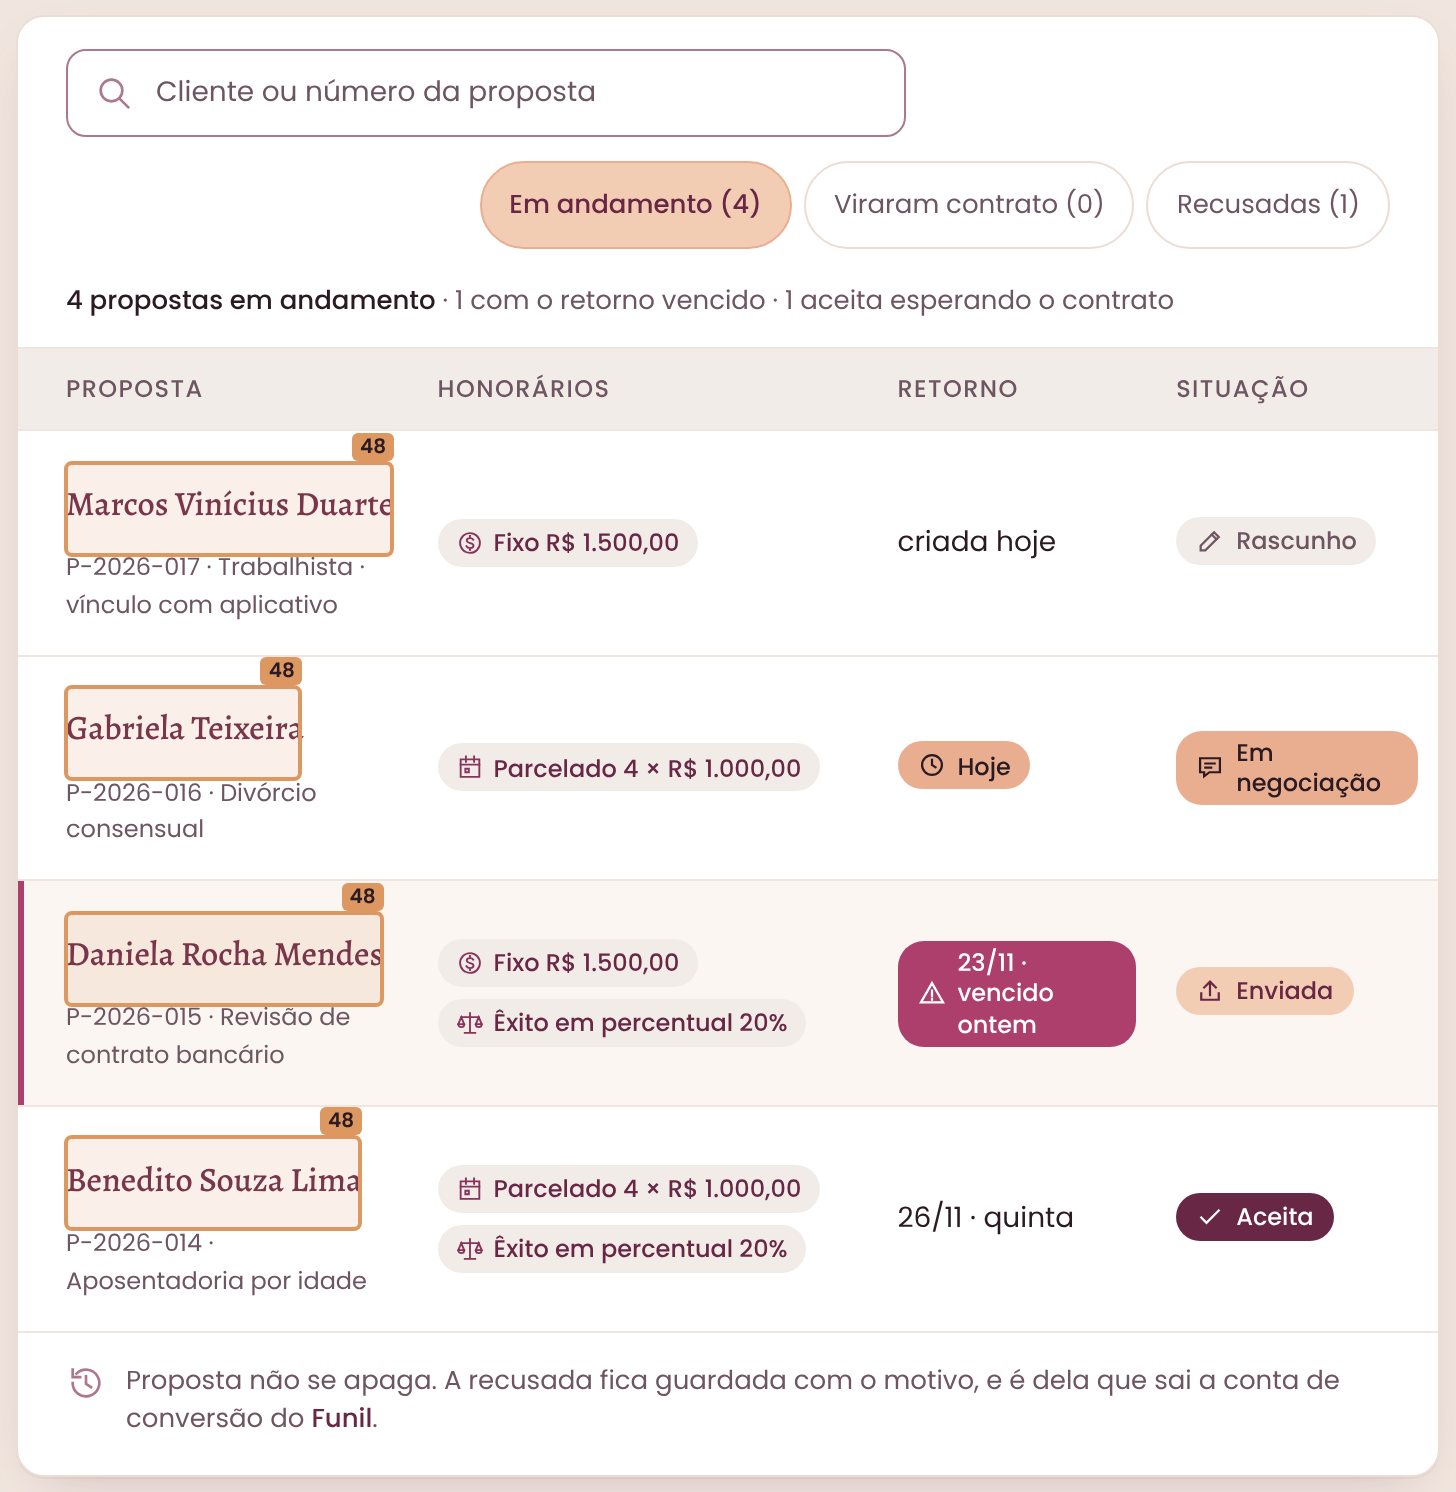 Cliente ou número da proposta
Em andamento (4) Viraram contrato (0) Recusadas (1)
4 propostas em andamento · 1 com o retorno vencido · 1 aceita esperando o contrato
PROPOSTA HONORÁRIOS RETORNO SITUAÇÃO
48
Marcos Vinícius Duarte
P-2026-017 · Trabalhista ·
vínculo com aplicativo
Fixo R$ 1.500,00
criada hoje
Rascunho
48
Gabriela Teixeira
P-2026-016 · Divórcio
consensual
Parcelado 4 × R$ 1.000,00
Hoje
Em
negociação
48
Daniela Rocha Mendes
P-2026-015 · Revisão de
contrato bancário
Fixo R$ 1.500,00
Êxito em percentual 20%
23/11 ·
vencido
ontem
Enviada
48
Benedito Souza Lima
P-2026-014 ·
Aposentadoria por idade
Parcelado 4 × R$ 1.000,00
Êxito em percentual 20%
26/11 · quinta
Aceita
Proposta não se apaga. A recusada fica guardada com o motivo, e é dela que sai a conta de
conversão do Funil.